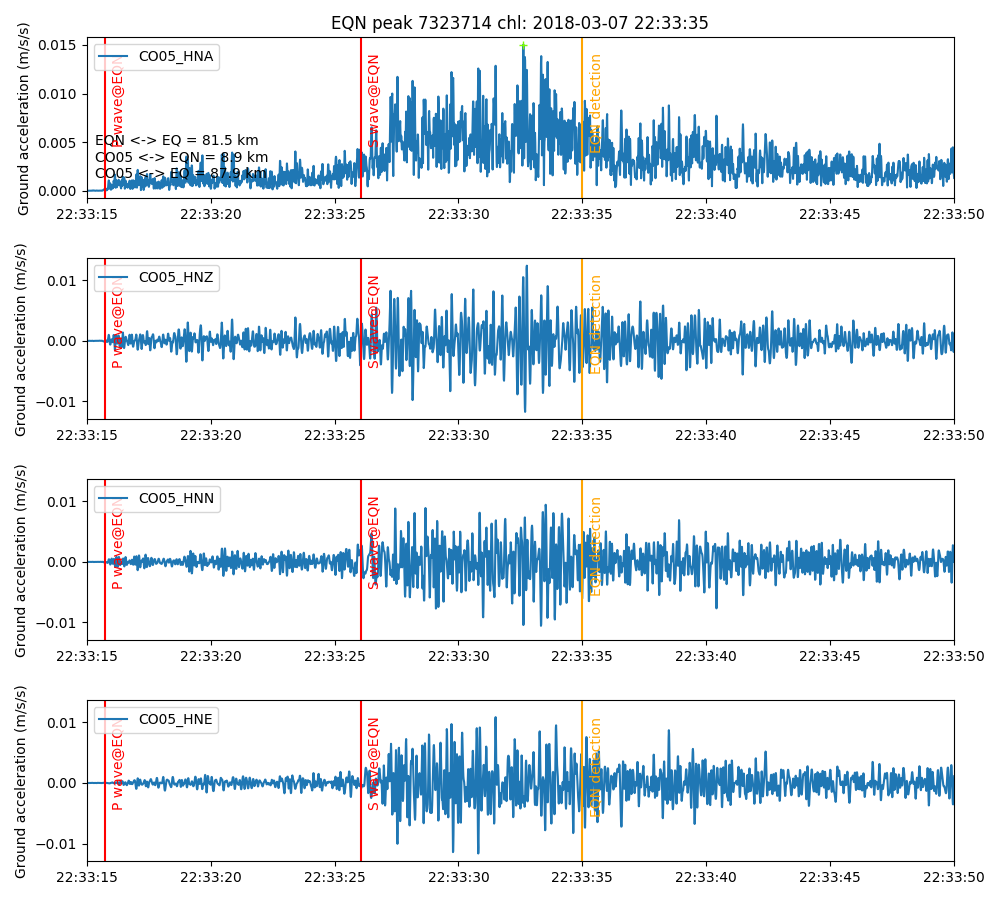 EQN peak 7323714 chl: 2018-03-07 22:33:35
Ground acceleration (m/s/s)
0.015
0.010
0.005
0.000
CO05_HNA
P wave@EQN
S wave@EQN
EQN detection
EQN <-> EQ = 81.5 km
CO05 <-> EQN = 8.9 km
CO05 <-> EQ = 87.9 km
22:33:15 22:33:20 22:33:25 22:33:30 22:33:35 22:33:40 22:33:45 22:33:50
Ground acceleration (m/s/s)
0.01
0.00
−0.01
CO05_HNZ
P wave@EQN
S wave@EQN
EQN detection
22:33:15 22:33:20 22:33:25 22:33:30 22:33:35 22:33:40 22:33:45 22:33:50
Ground acceleration (m/s/s)
0.01
0.00
−0.01
CO05_HNN
P wave@EQN
S wave@EQN
EQN detection
22:33:15 22:33:20 22:33:25 22:33:30 22:33:35 22:33:40 22:33:45 22:33:50
Ground acceleration (m/s/s)
0.01
0.00
−0.01
CO05_HNE
P wave@EQN
S wave@EQN
EQN detection
22:33:15 22:33:20 22:33:25 22:33:30 22:33:35 22:33:40 22:33:45 22:33:50